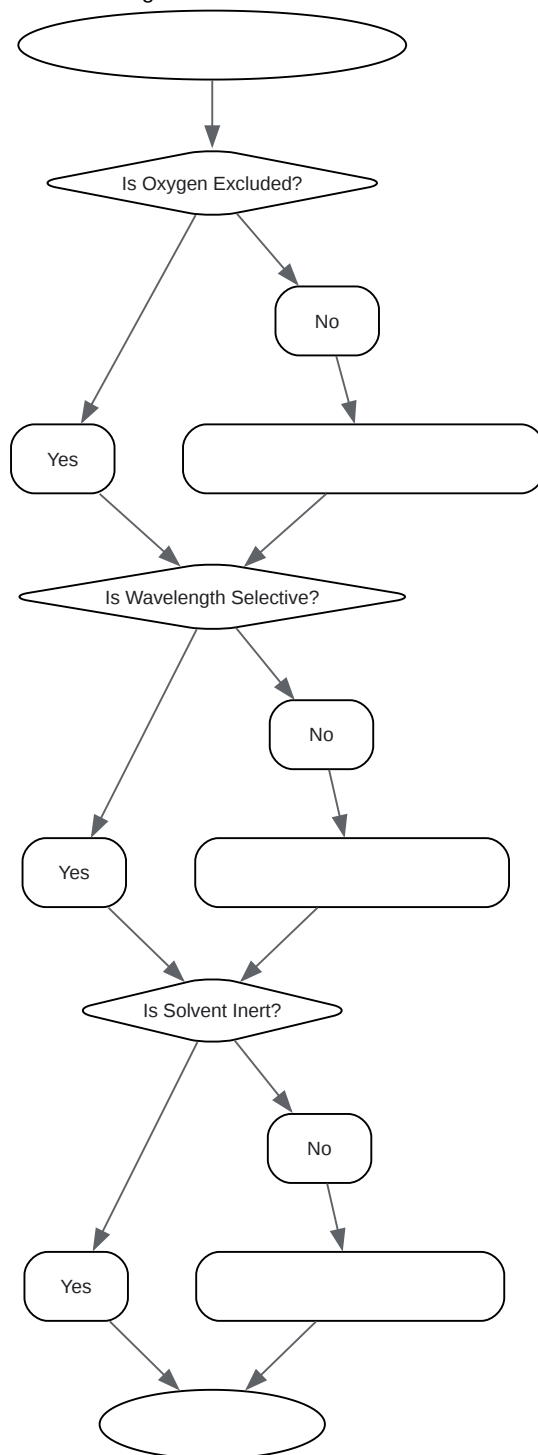 Is Oxygen Excluded?
No
Yes
Is Wavelength Selective?
No
Yes
Is Solvent Inert?
No
Yes